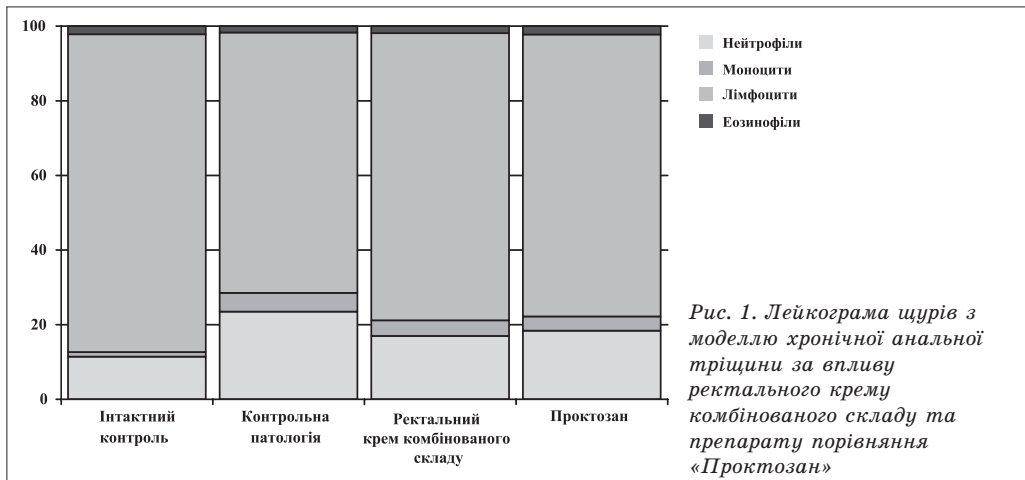 100
80
60
40
20
0
Нейтрофіли
Моноцити
Лімфоцити
Еозинофіли
Інтактний
контроль
Контрольна
патологія
Ректальний
крем комбінованого
складу
Проктозан
Рис. 1. Лейкограма щурів з
моделлю хронічної анальної
тріщини за впливу
ректального крему
комбінованого складу та
препарату порівняння
«Проктозан»